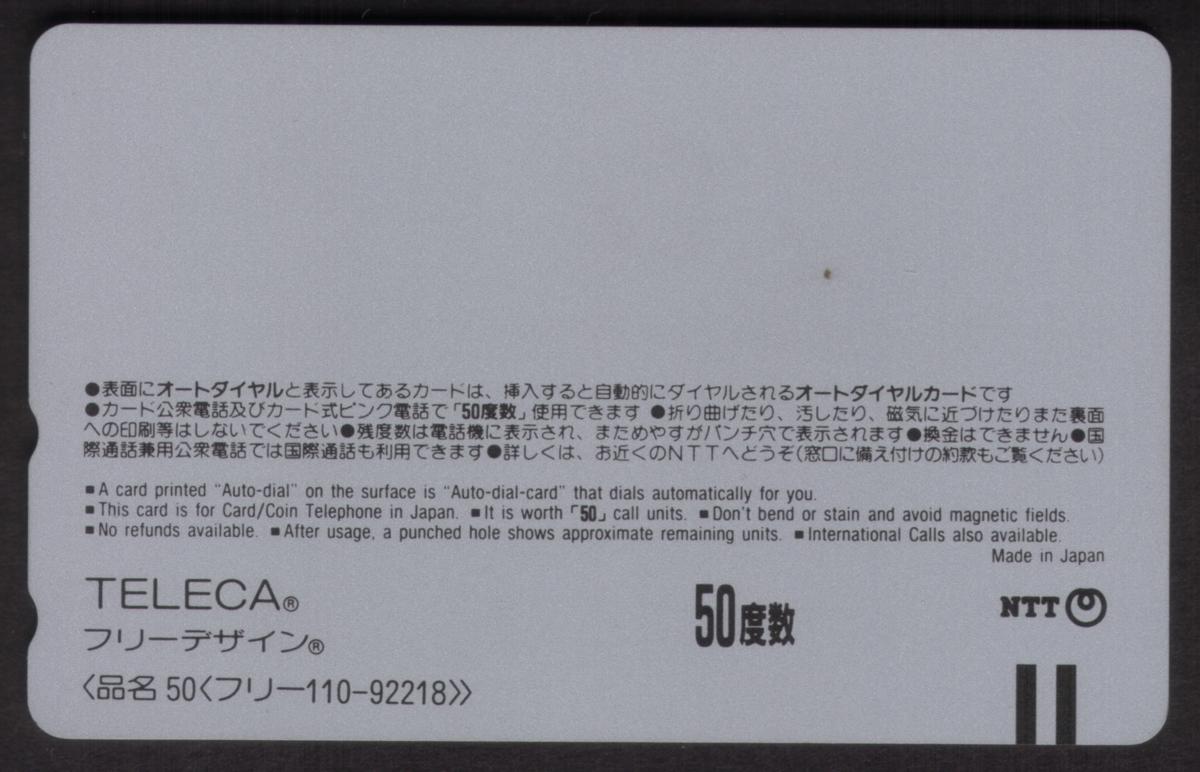 ●表面にオートダイヤルと表示してあるカードは、挿入すると自動的にダイヤルされるオートダイヤルカードです
●カード公衆電話及びカード式ピンク電話で「50度数」使用できます ●折り曲げたり、汚したり、磁気に近づけたりまた裏面
への印刷等はしないでください●残度数は電話機に表示され、まためやすがパンチ穴で表示されます●換金はできません●国
際通話兼用公衆電話では国際通話も利用できます●詳しくは、お近くのNTTへどうぞ(窓口に備え付けの約款もご覧ください)
■A card printed “Auto-dial” on the surface is “Auto-dial-card” that dials automatically for you.
■This card is for Card/Coin Telephone in Japan. ■It is worth「50」call units. ■Don't bend or stain and avoid magnetic fields.
■No refunds available. ■After usage, a punched hole shows approximate remaining units. ■International Calls also available.
Made in Japan
TELECA®
フリーデザイン®
50度数
NTT
〈品名 50〈フリー110-92218〉〉